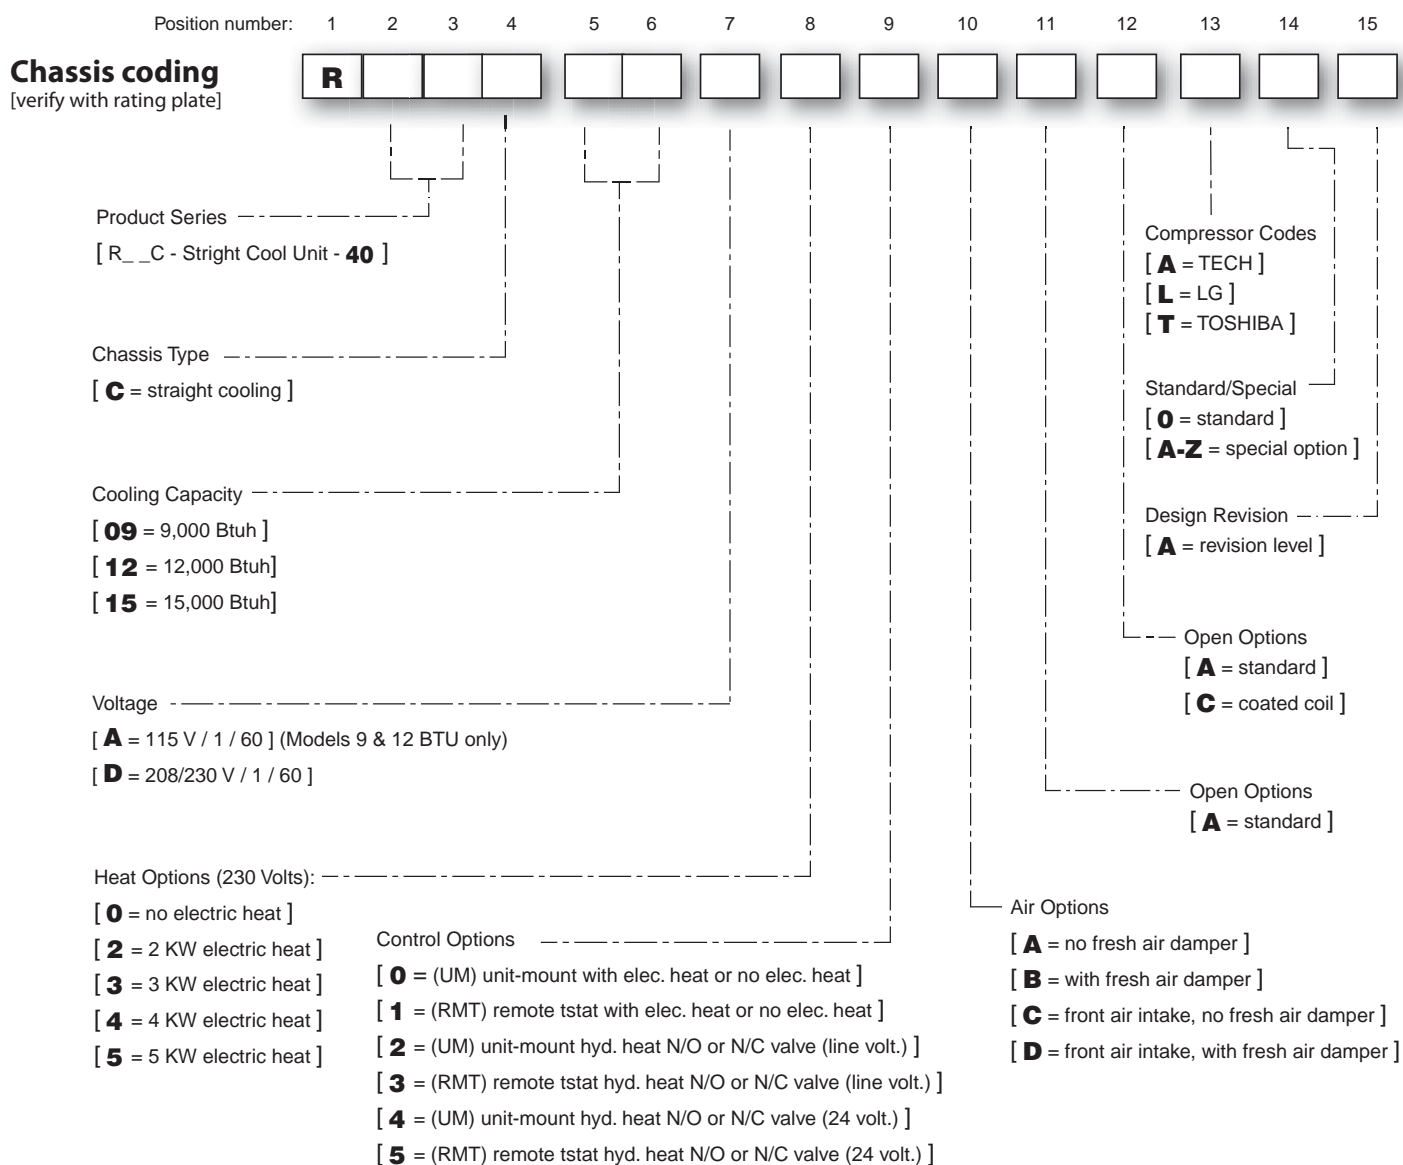 Position number: 1 2 3 4 5 6 7 8 9 10 11 12 13 14 15
Chassis coding
[verify with rating plate]
R
Product Series
[ R_ _C - Stright Cool Unit - 40 ]
Chassis Type
[ C = straight cooling ]
Cooling Capacity
[ 09 = 9,000 Btuh ]
[ 12 = 12,000 Btuh]
[ 15 = 15,000 Btuh]
Voltage
[ A = 115 V / 1 / 60 ] (Models 9 & 12 BTU only)
[ D = 208/230 V / 1 / 60 ]
Heat Options (230 Volts):
[ 0 = no electric heat ]
[ 2 = 2 KW electric heat ]
[ 3 = 3 KW electric heat ]
[ 4 = 4 KW electric heat ]
[ 5 = 5 KW electric heat ]
Control Options
[ 0 = (UM) unit-mount with elec. heat or no elec. heat ]
[ 1 = (RMT) remote tstat with elec. heat or no elec. heat ]
[ 2 = (UM) unit-mount hyd. heat N/O or N/C valve (line volt.) ]
[ 3 = (RMT) remote tstat hyd. heat N/O or N/C valve (line volt.) ]
[ 4 = (UM) unit-mount hyd. heat N/O or N/C valve (24 volt.) ]
[ 5 = (RMT) remote tstat hyd. heat N/O or N/C valve (24 volt.) ]
Compressor Codes
[ A = TECH ]
[ L = LG ]
[ T = TOSHIBA ]
Standard/Special
[ 0 = standard ]
[ A-Z = special option ]
Design Revision
[ A = revision level ]
Open Options
[ A = standard ]
[ C = coated coil ]
Open Options
[ A = standard ]
Air Options
[ A = no fresh air damper ]
[ B = with fresh air damper ]
[ C = front air intake, no fresh air damper ]
[ D = front air intake, with fresh air damper ]